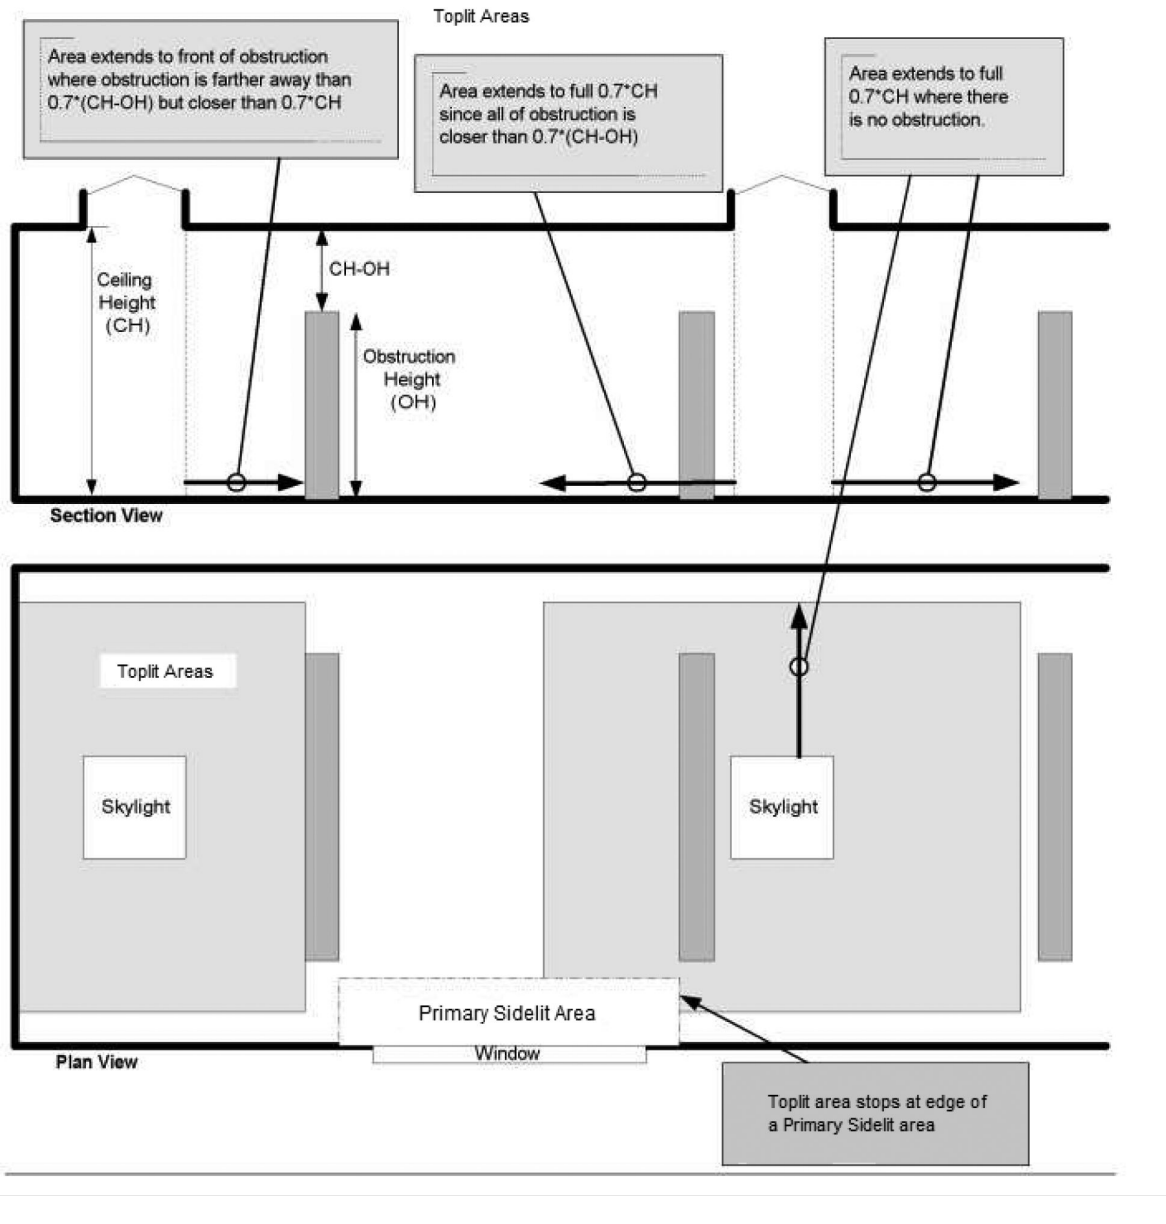 Toplit Areas
Area extends to front of obstruction
where obstruction is farther away than
0.7*(CH-OH) but closer than 0.7*CH
Area extends to full 0.7*CH
since all of obstruction is
closer than 0.7*(CH-OH)
Area extends to full
0.7*CH where there
is no obstruction.
CH-OH
Ceiling
Height
(CH)
Obstruction
Height
(OH)
Section View
Toplit Areas
Skylight
Skylight
Primary Sidelit Area
Window
Plan View
Toplit area stops at edge of
a Primary Sidelit area